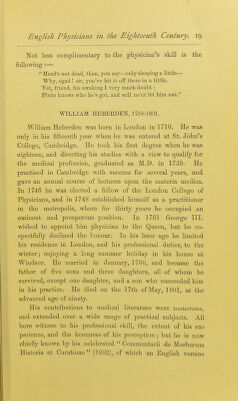 English Physicians in the Eighteenth Century. 19
Not less complimentary to the physician's skill is the
following :—
"Mead's not dead, then, you say—only sleeping a little—
Why, egad! sir, you've hit it off there in a tittle.
Yet, friend, his awaking I very much doubt;
Pluto knows who he's got, and will ne'er let him out."
WILLIAM HEBERDEN, 1710-1801.
William Heberden was born in London in 1710. He was
only in his fifteenth year when he was entered at St. John's
College, Cambridge. He took his first degree when he was
eighteen, and directing his studies with a view to qualify for
the medical profession, graduated as M.D. in 1739. He
practised in Cambridge with success for several years, and
gave an annual course of lectures upon the materia medica.
In 1746 he was elected a fellow of the London College of
Physicians, and in 1748 established himself as a practitioner
in the metropolis, where for thirty years he occupied an
eminent and prosperous position. In 1761 George III.
wished to appoint him physician to the Queen, but he re-
spectfully declined the honour. In his later age he limited
his residence in London, and his professional duties, to the
winter; enjoying a long summer holiday in his house at
Windsor. He married in January, 1760, and became the
father of five sons and three daughters, all of whom he
survived, except one daughter, and a son who succeeded him
in his practice. He died on the 17th of May, 1801, at the
advanced age of ninety.
His contributions to medical literature were numerous,
and extended over a wide range of practical subjects. All
bore witness to his professional skill, the extent of his ex-
perience, and the keenness of his perception; but he is now
chiefly known by his celebrated "Commentarii de Morborum
Historia et Curatione" (1802), of which an English version